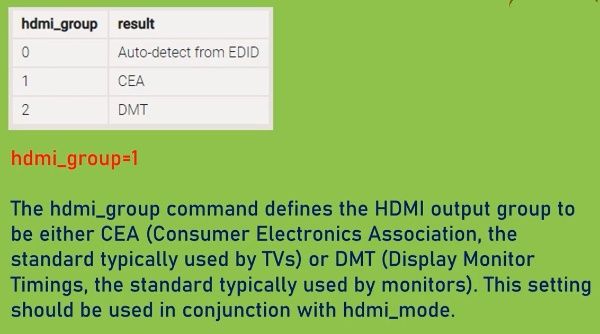 hdmi_group result
0 Auto-detect from EDID
1 CEA
2 DMT
hdmi_group=1
The hdmi_group command defines the HDMI output group to
be either CEA (Consumer Electronics Association, the
standard typically used by TVs) or DMT (Display Monitor
Timings, the standard typically used by monitors). This setting
should be used in conjunction with hdmi_mode.